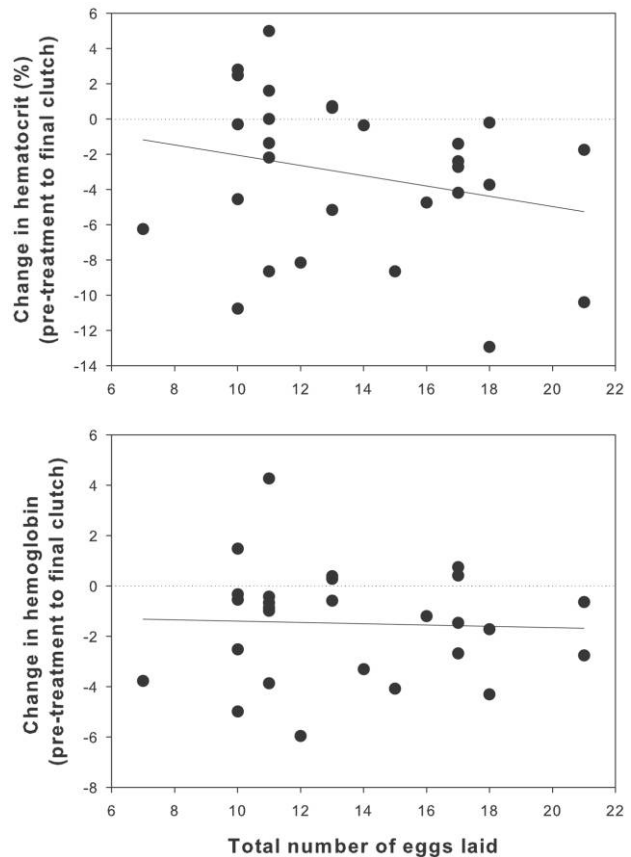 6
4
2
0
-2
-4
-6
-8
-10
-12
-14
Change in hematocrit (%)
(pre-treatment to final clutch)
6 8 10 12 14 16 18 20 22
6
4
2
0
-2
-4
-6
-8
Change in hemoglobin
(pre-treatment to final clutch)
6 8 10 12 14 16 18 20 22
Total number of eggs laid